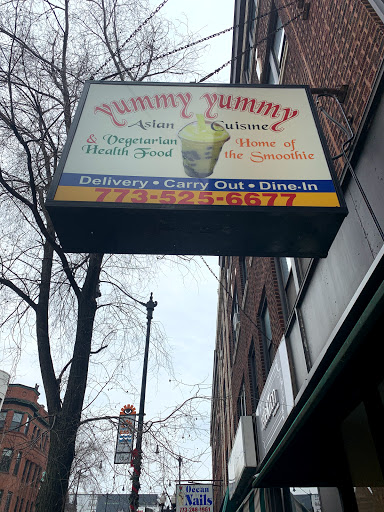 Yummy Yummy
Asian Cuisine
& Vegetarian Health Food
Home of the Smoothie
Delivery • Carry Out • Dine-In
773-525-6677
Ocean
Nails